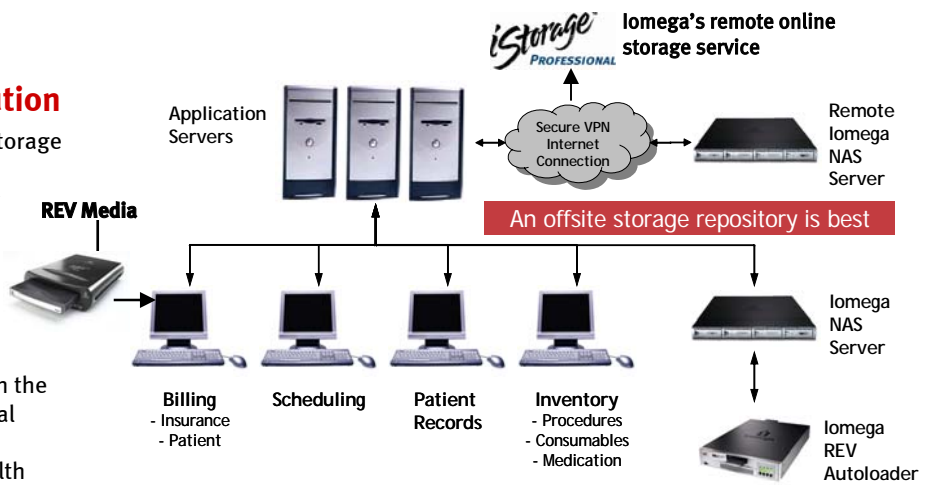 iStorage™
PROFESSIONAL
Iomega's remote online
storage service
ution
torage
Application
Servers
Secure VPN
Internet
Connection
Remote
Iomega
NAS
Server
REV Media
An offsite storage repository is best
Iomega
NAS
Server
n the
al
lth
Billing
- Insurance
- Patient
Scheduling
Patient
Records
Inventory
- Procedures
- Consumables
- Medication
Iomega
REV
Autoloader